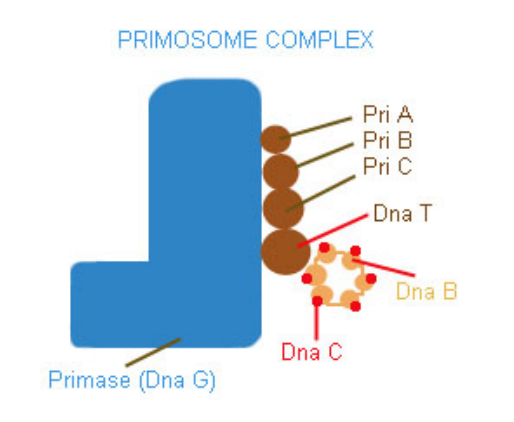 PRIMOSOME COMPLEX
Pri A
Pri B
Pri C
Dna T
Dna B
Dna C
Primase (Dna G)